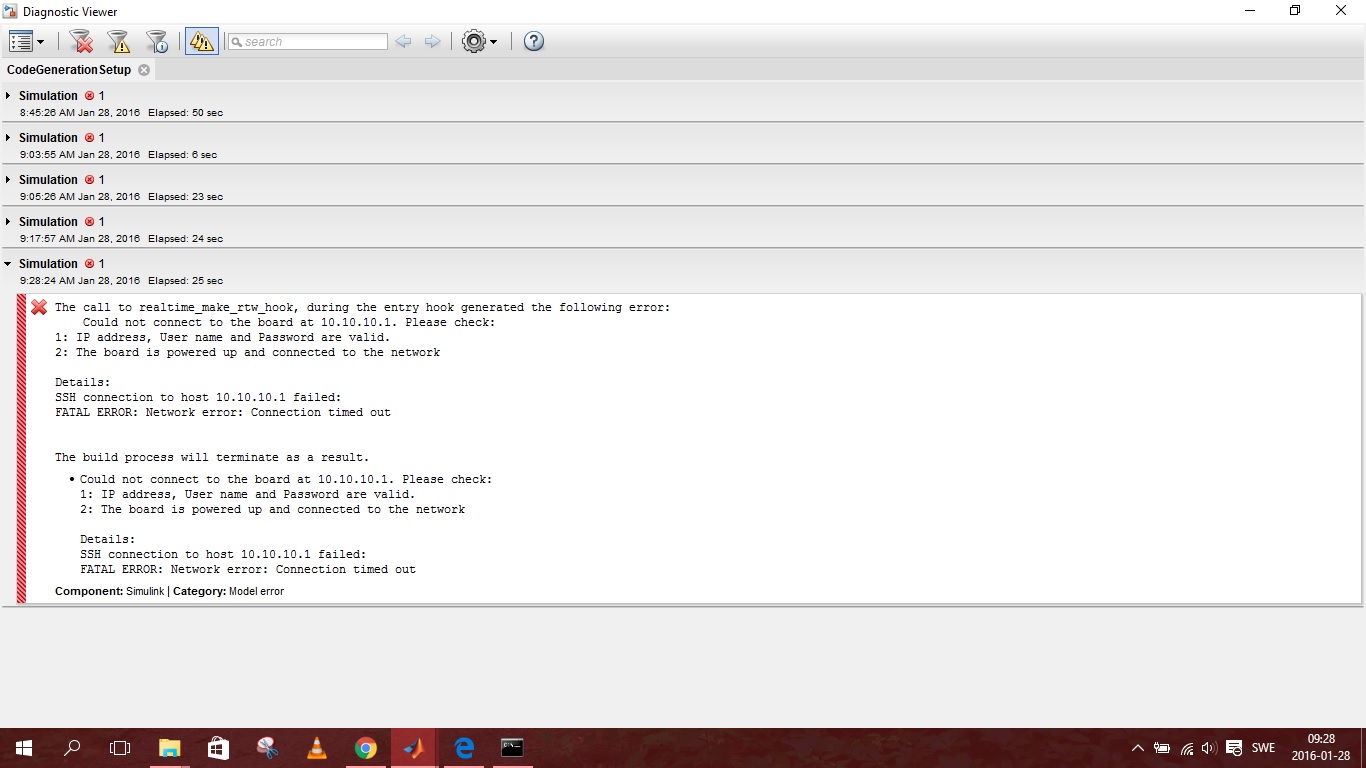 Diagnostic Viewer
search
CodeGenerationSetup
Simulation 1
8:45:26 AM Jan 28, 2016 Elapsed: 50 sec
Simulation 1
9:03:55 AM Jan 28, 2016 Elapsed: 6 sec
Simulation 1
9:05:26 AM Jan 28, 2016 Elapsed: 23 sec
Simulation 1
9:17:57 AM Jan 28, 2016 Elapsed: 24 sec
Simulation 1
9:28:24 AM Jan 28, 2016 Elapsed: 25 sec
The call to realtime_make_rtw_hook, during the entry hook generated the following error:
Could not connect to the board at 10.10.10.1. Please check:
1: IP address, User name and Password are valid.
2: The board is powered up and connected to the network
Details:
SSH connection to host 10.10.10.1 failed:
FATAL ERROR: Network error: Connection timed out
The build process will terminate as a result.
• Could not connect to the board at 10.10.10.1. Please check:
1: IP address, User name and Password are valid.
2: The board is powered up and connected to the network
Details:
SSH connection to host 10.10.10.1 failed:
FATAL ERROR: Network error: Connection timed out
Component: Simulink | Category: Model error
SWE
09:28
2016-01-28